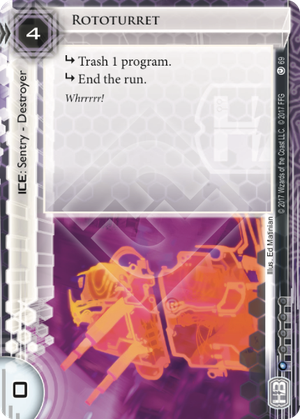 4 ROTOTURRET
↳ Trash 1 program.
↳ End the run.
Whrrrrr!
ICE: Sentry - Destroyer
69
© 2017 Wizards of the Coast LLC. © 2017 FFG
Illus. Ed Mattinian
0
HB